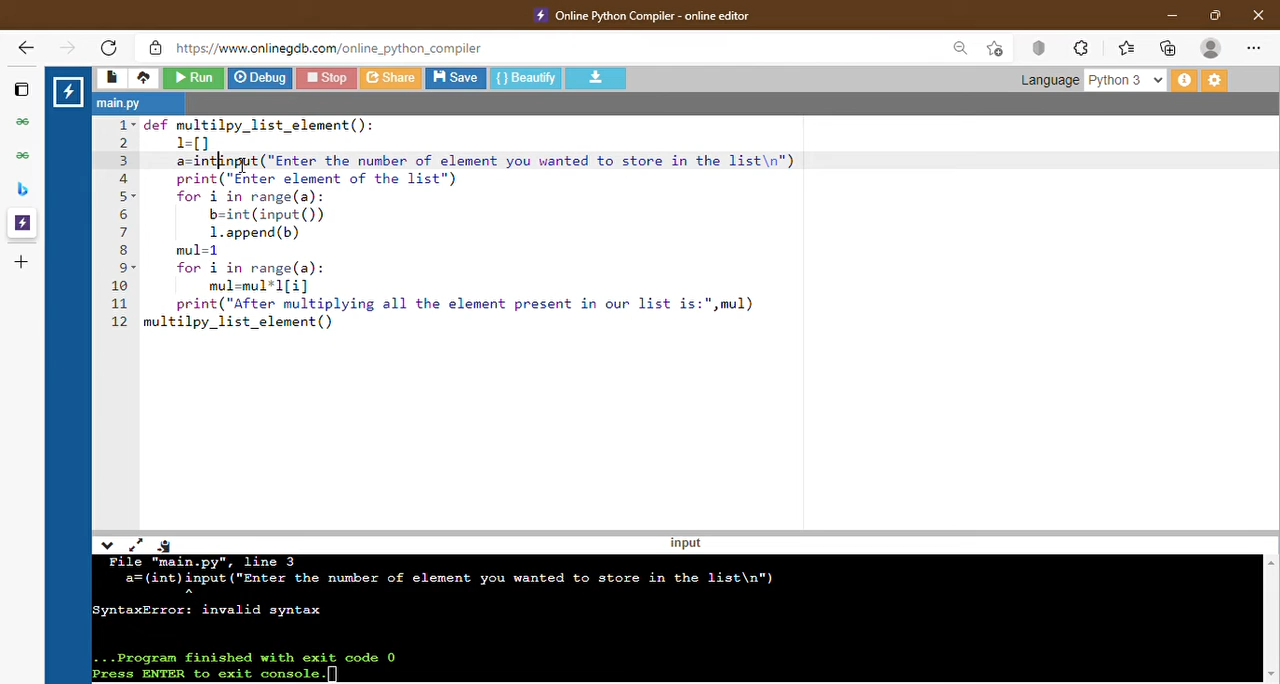 Online Python Compiler - online editor
https://www.onlinegdb.com/online_python_compiler
Run Debug Stop Share Save { } Beautify Language Python 3
main.py
1 def multilpy_list_element():
2 l=[]
3 a=intinput("Enter the number of element you wanted to store in the list\n")
4 print("Enter element of the list")
5 for i in range(a):
6 b=int(input())
7 l.append(b)
8 mul=1
9 for i in range(a):
10 mul=mul*l[i]
11 print("After multiplying all the element present in our list is:",mul)
12 multilpy_list_element()
input
File "main.py", line 3
a=(int)input("Enter the number of element you wanted to store in the list\n")
^
SyntaxError: invalid syntax
...Program finished with exit code 0
Press ENTER to exit console.